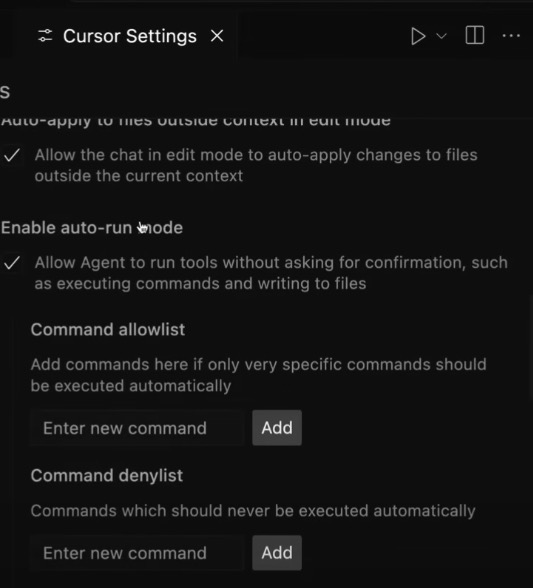 Cursor Settings
S
Auto-apply to files outside context in edit mode
Allow the chat in edit mode to auto-apply changes to files
outside the current context
Enable auto-run mode
Allow Agent to run tools without asking for confirmation, such
as executing commands and writing to files
Command allowlist
Add commands here if only very specific commands should
be executed automatically
Enter new command Add
Command denylist
Commands which should never be executed automatically
Enter new command Add